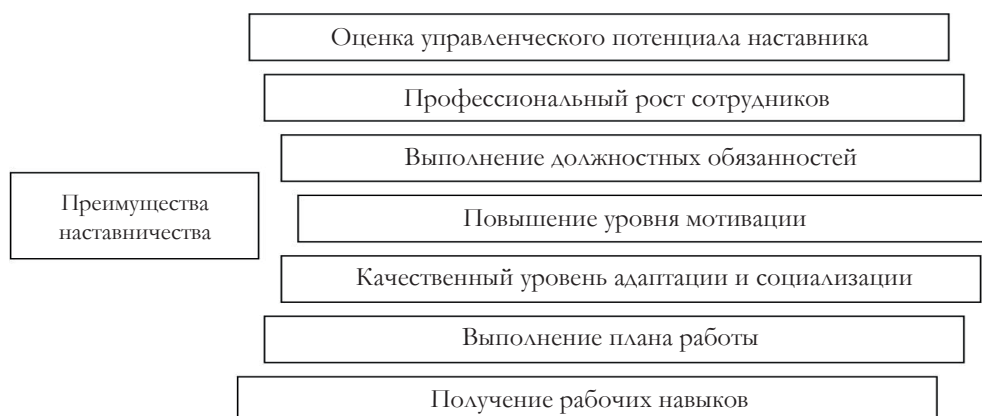 Оценка управленческого потенциала наставника
Профессиональный рост сотрудников
Выполнение должностных обязанностей
Преимущества
наставничества
Повышение уровня мотивации
Качественный уровень адаптации и социализации
Выполнение плана работы
Получение рабочих навыков